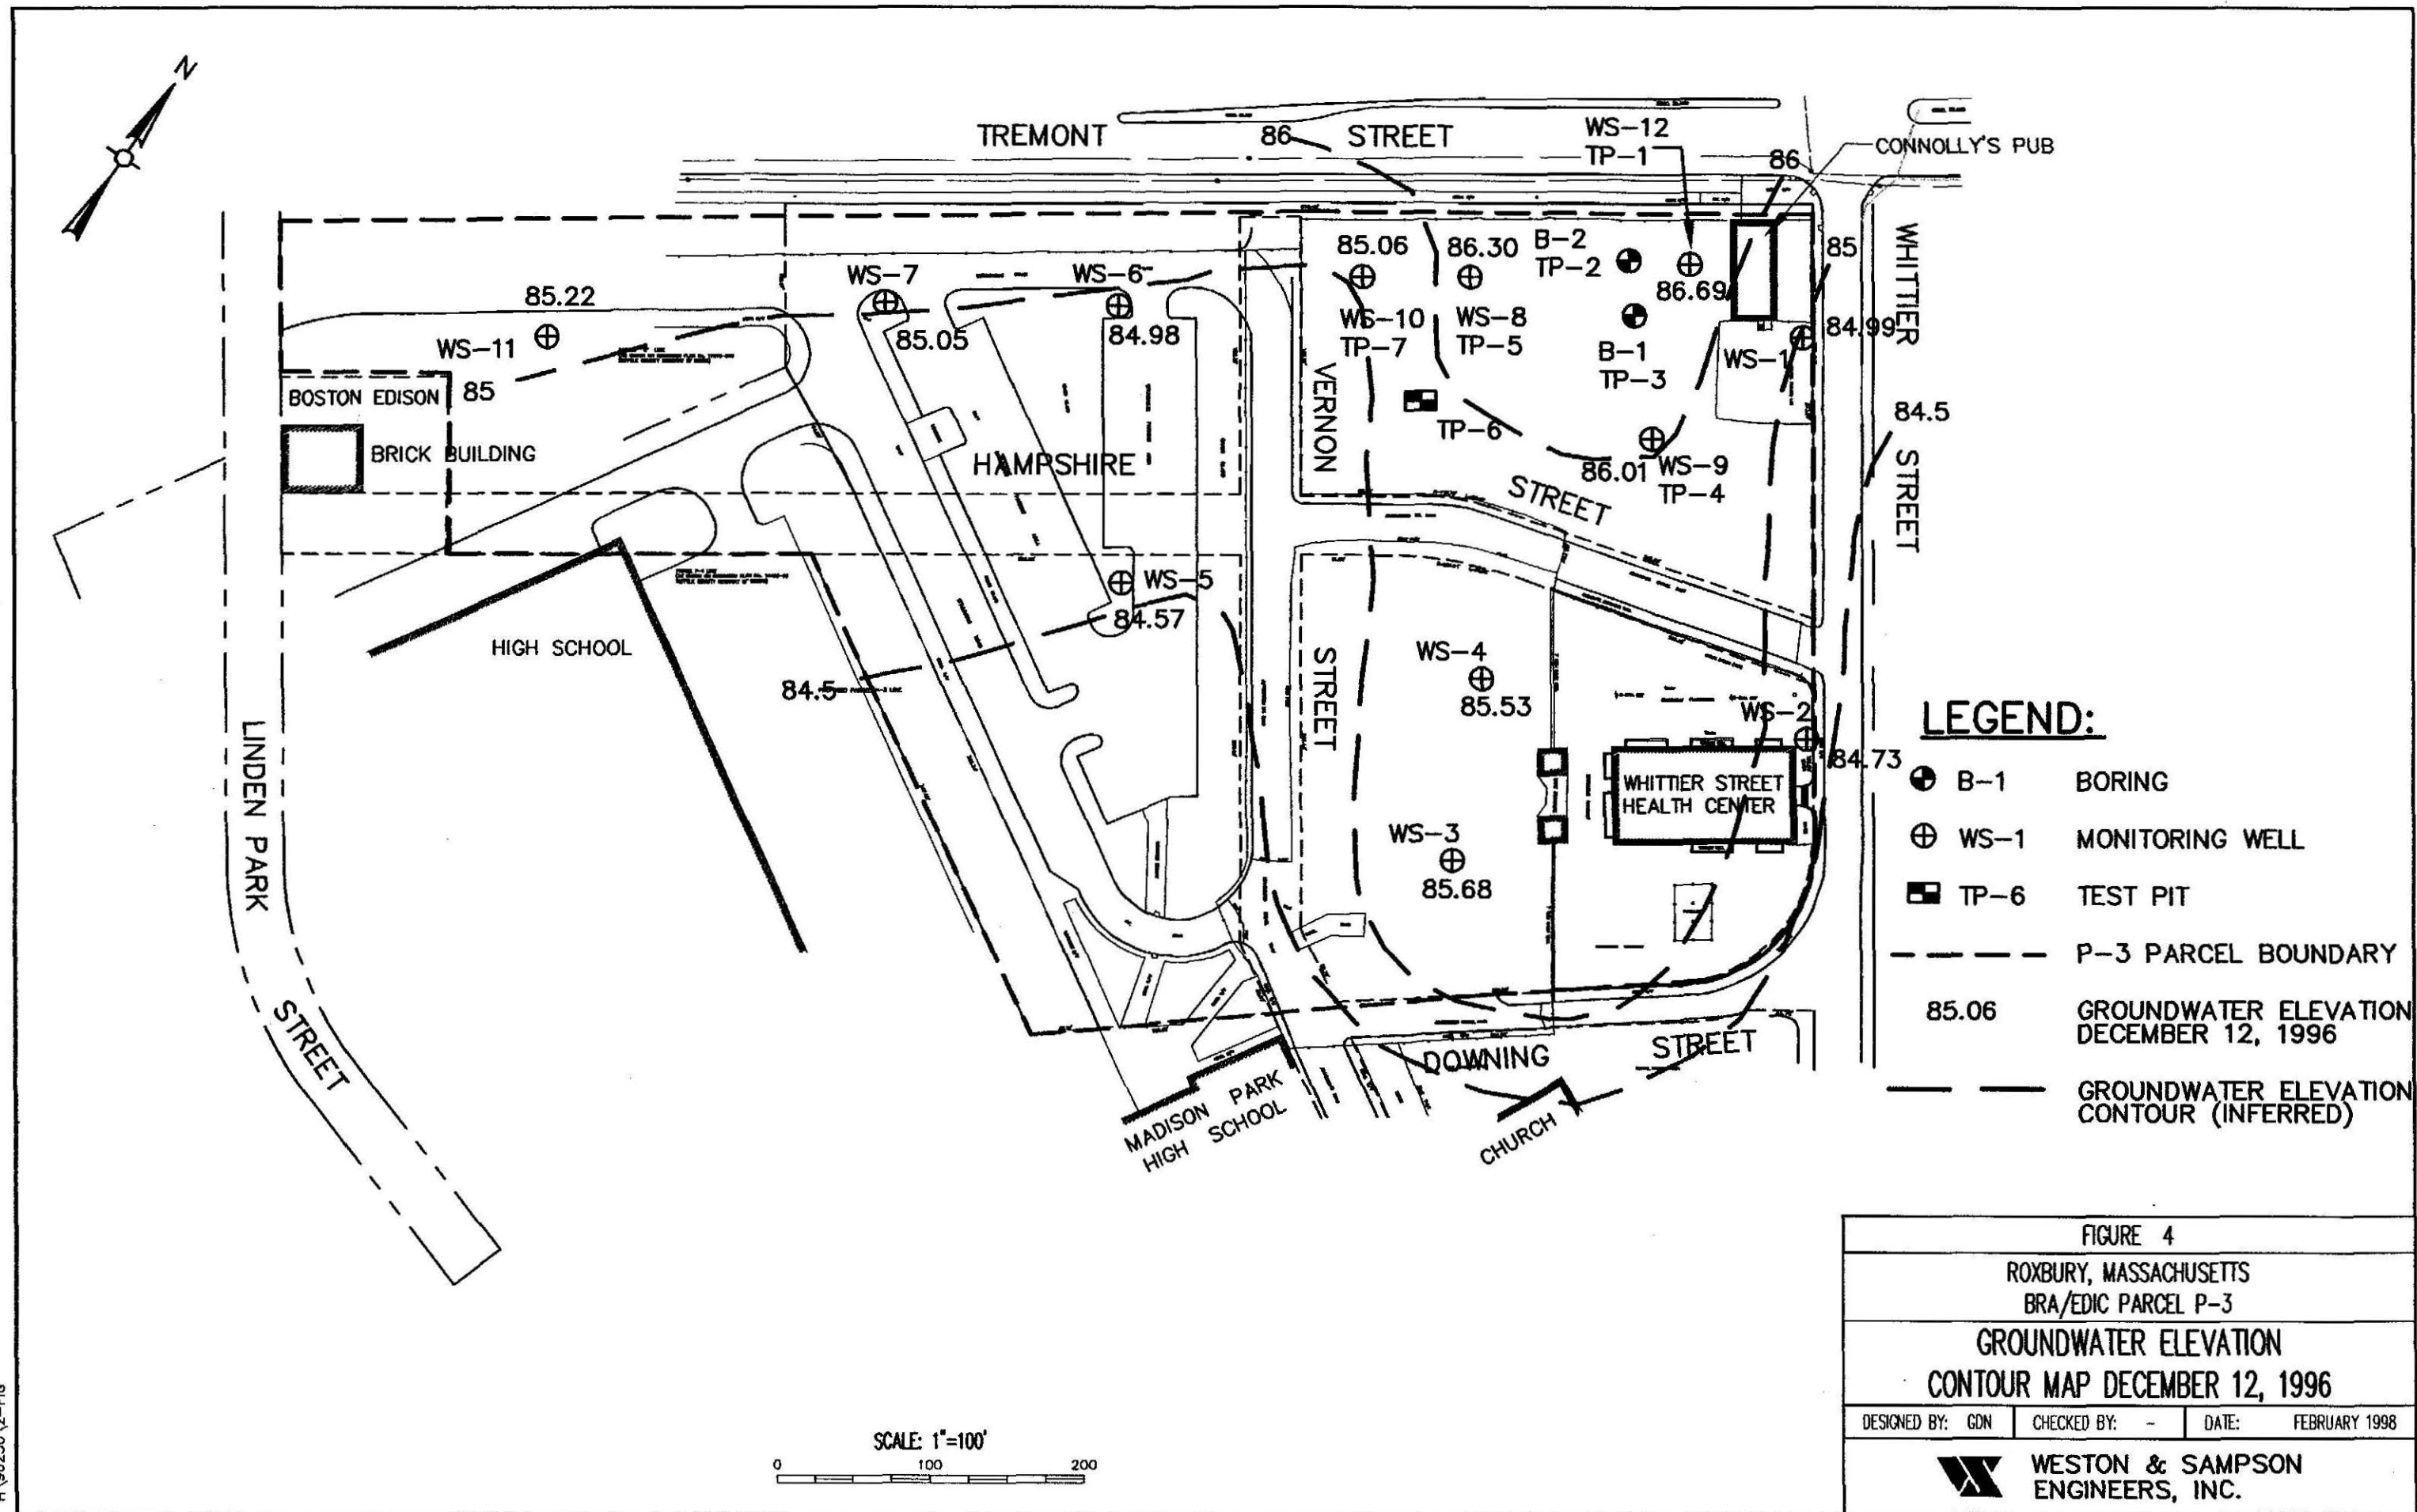 N
TREMONT
86
STREET
WS-12
TP-1
86
CONNOLLY'S PUB
85.06
86.30
B-2
TP-2
85
WHITTIER
WS-7
WS-6
86.69
85.22
85.05
84.98
WS-10
TP-7
WS-8
TP-5
B-1
TP-3
WS-1
84.99
WS-11
85
BOSTON EDISON
BRICK BUILDING
HAMPSHIRE
VERNON
TP-6
86.01
WS-9
TP-4
84.5
STREET
STREET
WS-5
84.57
HIGH SCHOOL
84.5
STREET
WS-4
85.53
WS-2
84.73
WHITTIER STREET
HEALTH CENTER
WS-3
85.68
LINDEN PARK
STREET
DOWNING
STREET
MADISON PARK
HIGH SCHOOL
CHURCH
LEGEND:
B-1 BORING
WS-1 MONITORING WELL
TP-6 TEST PIT
P-3 PARCEL BOUNDARY
85.06 GROUNDWATER ELEVATION
DECEMBER 12, 1996
GROUNDWATER ELEVATION
CONTOUR (INFERRED)
SCALE: 1"=100'
0 100 200
FIGURE 4
ROXBURY, MASSACHUSETTS
BRA/EDIC PARCEL P-3
GROUNDWATER ELEVATION
CONTOUR MAP DECEMBER 12, 1996
DESIGNED BY: GDN CHECKED BY: - DATE: FEBRUARY 1998
WESTON & SAMPSON
ENGINEERS, INC.